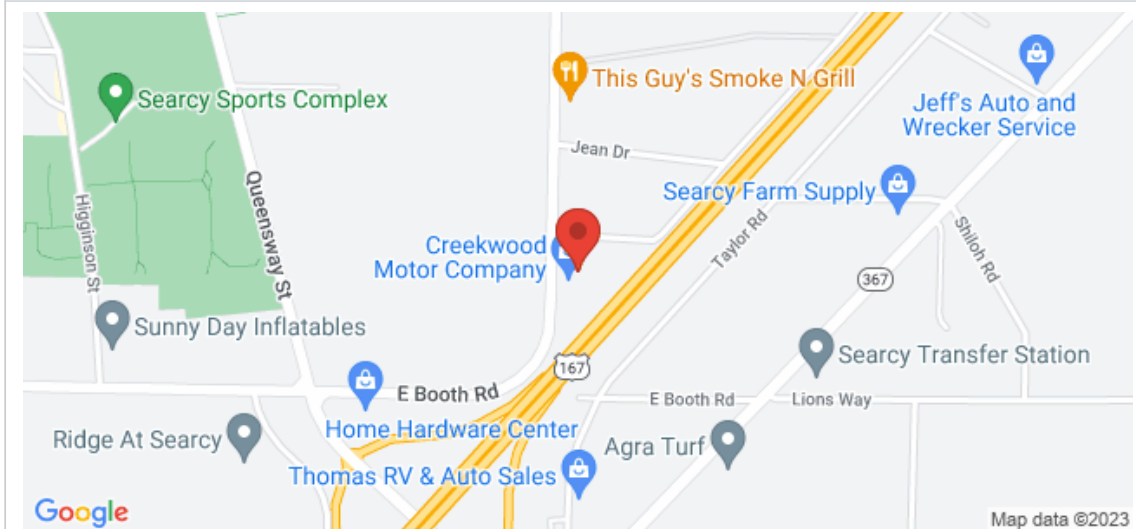 This Guy's Smoke N Grill
Searcy Sports Complex
Jeff's Auto and
Wrecker Service
Jean Dr
Searcy Farm Supply
Higginson St
Queensway St
Taylor Rd
Shiloh Rd
Creekwood
Motor Company
367
Sunny Day Inflatables
167
Searcy Transfer Station
E Booth Rd
E Booth Rd
Lions Way
Home Hardware Center
Ridge At Searcy
Agra Turf
Thomas RV & Auto Sales
Google
Map data ©2023